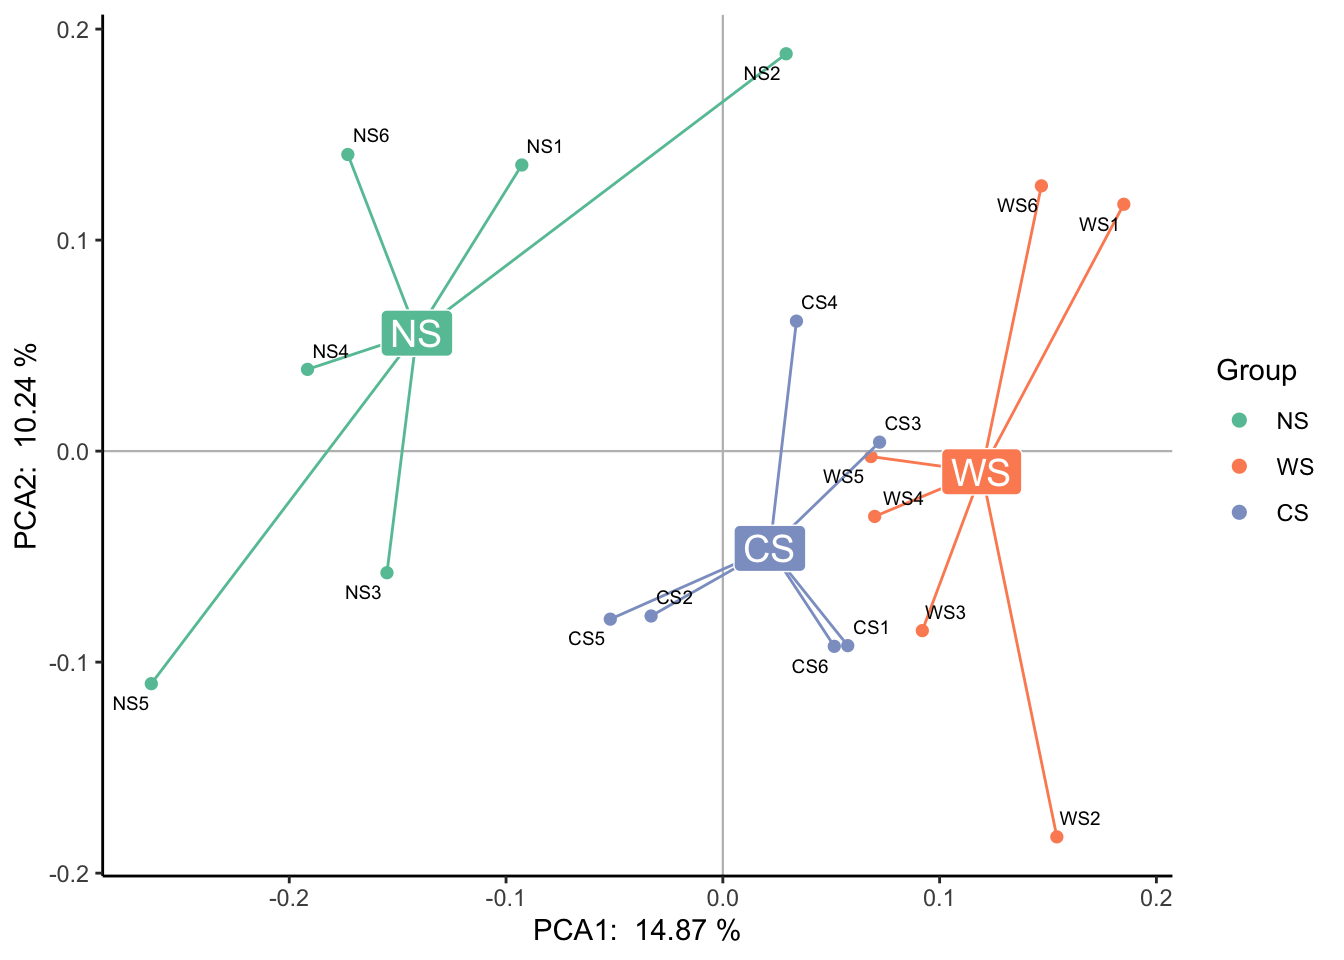 0.2
0.1
0.0
-0.1
-0.2
PCA2:  10.24 %
NS2
NS6
NS1
WS6
WS1
CS4
NS
NS4
CS3
WS5
WS
WS4
CS
NS3
CS2
WS3
CS5
CS1
CS6
NS5
WS2
-0.2
-0.1
0.0
0.1
0.2
PCA1:  14.87 %
Group
NS
WS
CS